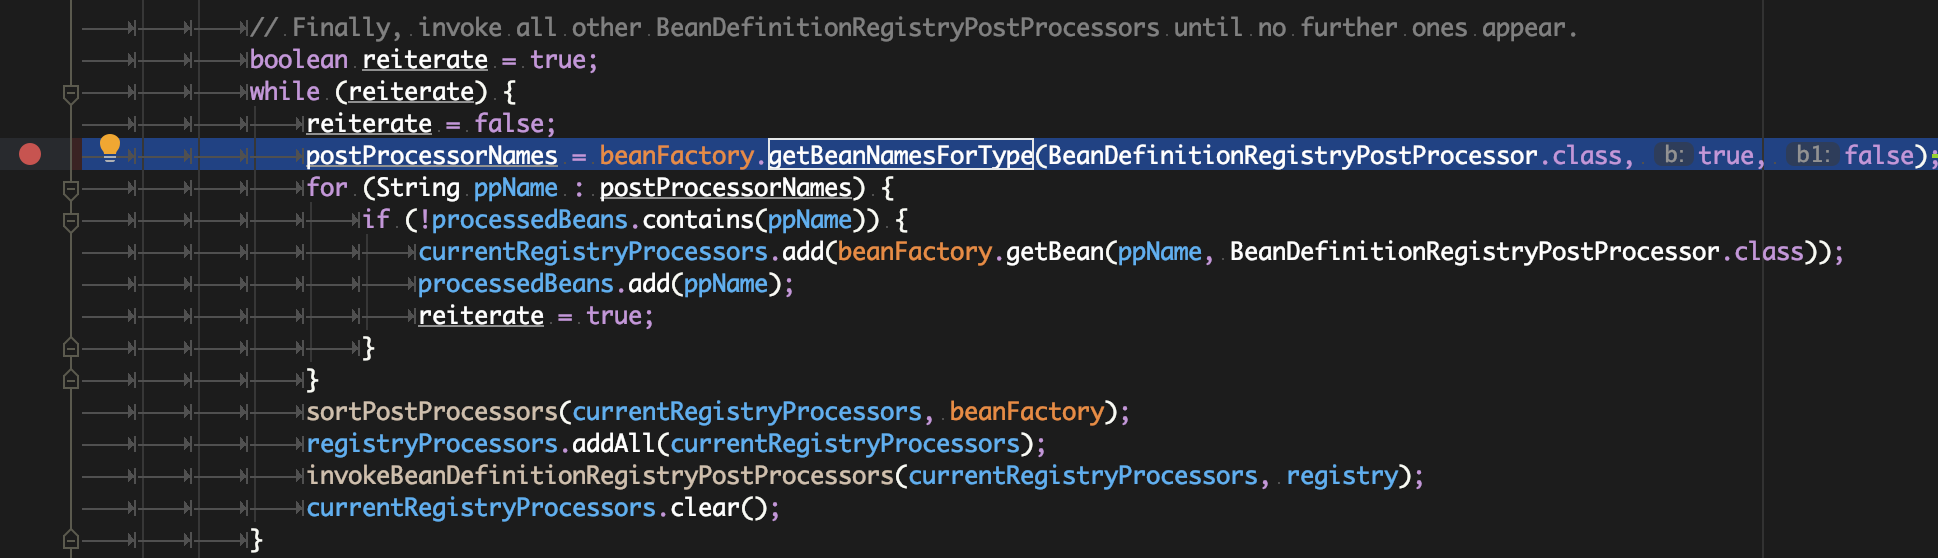 // Finally, invoke all other BeanDefinitionRegistryPostProcessors until no further ones appear.
boolean reiterate = true;
while (reiterate) {
reiterate = false;
postProcessorNames = beanFactory.getBeanNamesForType(BeanDefinitionRegistryPostProcessor.class, b: true, b1: false);
for (String ppName : postProcessorNames) {
if (!processedBeans.contains(ppName)) {
currentRegistryProcessors.add(beanFactory.getBean(ppName, BeanDefinitionRegistryPostProcessor.class));
processedBeans.add(ppName);
reiterate = true;
}
}
sortPostProcessors(currentRegistryProcessors, beanFactory);
registryProcessors.addAll(currentRegistryProcessors);
invokeBeanDefinitionRegistryPostProcessors(currentRegistryProcessors, registry);
currentRegistryProcessors.clear();
}